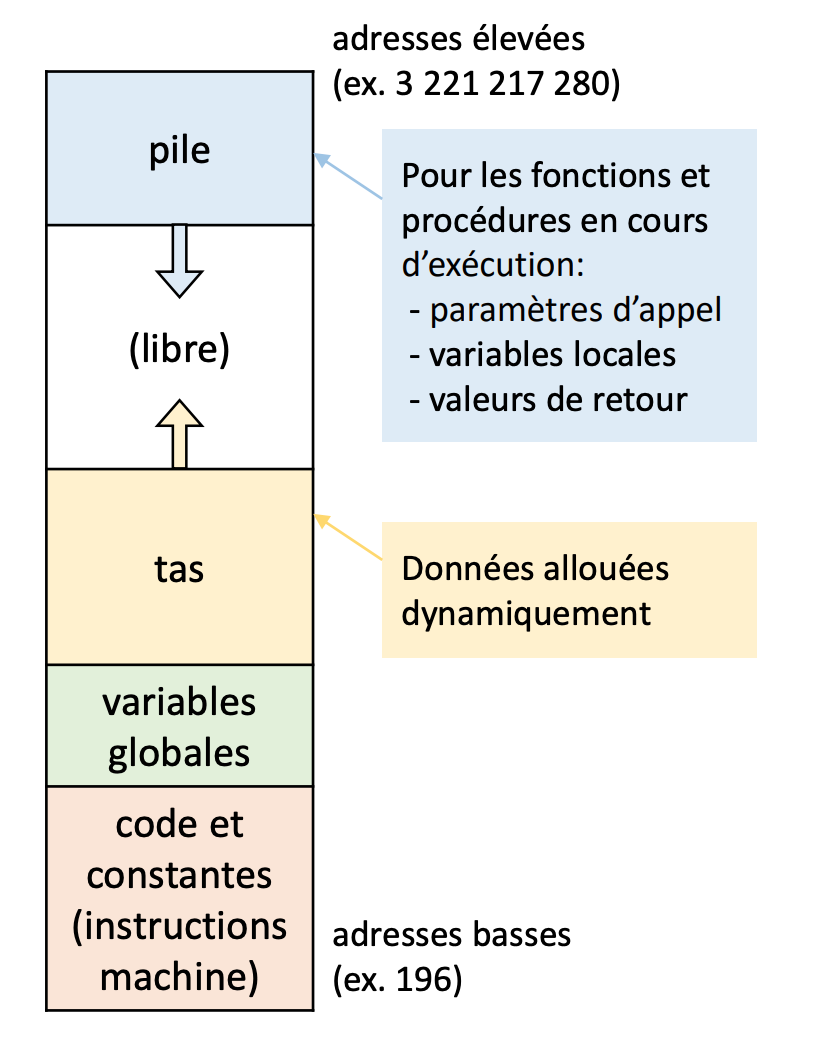 adresses élevées
(ex. 3 221 217 280)
pile
Pour les fonctions et
procédures en cours
d’exécution:
- paramètres d’appel
- variables locales
- valeurs de retour
(libre)
tas
Données allouées
dynamiquement
variables
globales
code et
constantes
(instructions
machine)
adresses basses
(ex. 196)